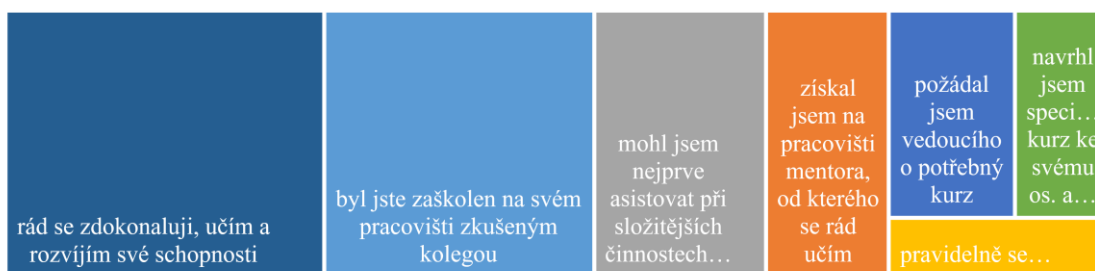 rád se zdokonaluji, učím a
rozvíjím své schopnosti
byl jste zaškolen na svém
pracovišti zkušeným
kolegou
mohl jsem
nejprve
asistovat při
složitějších
činnostech…
získal
jsem na
pracovišti
mentora,
od kterého
se rád
učím
požádal
jsem
vedoucího
o potřebný
kurz
navrhl
jsem
speci…
kurz ke
svému
os. a…
pravidelně se…